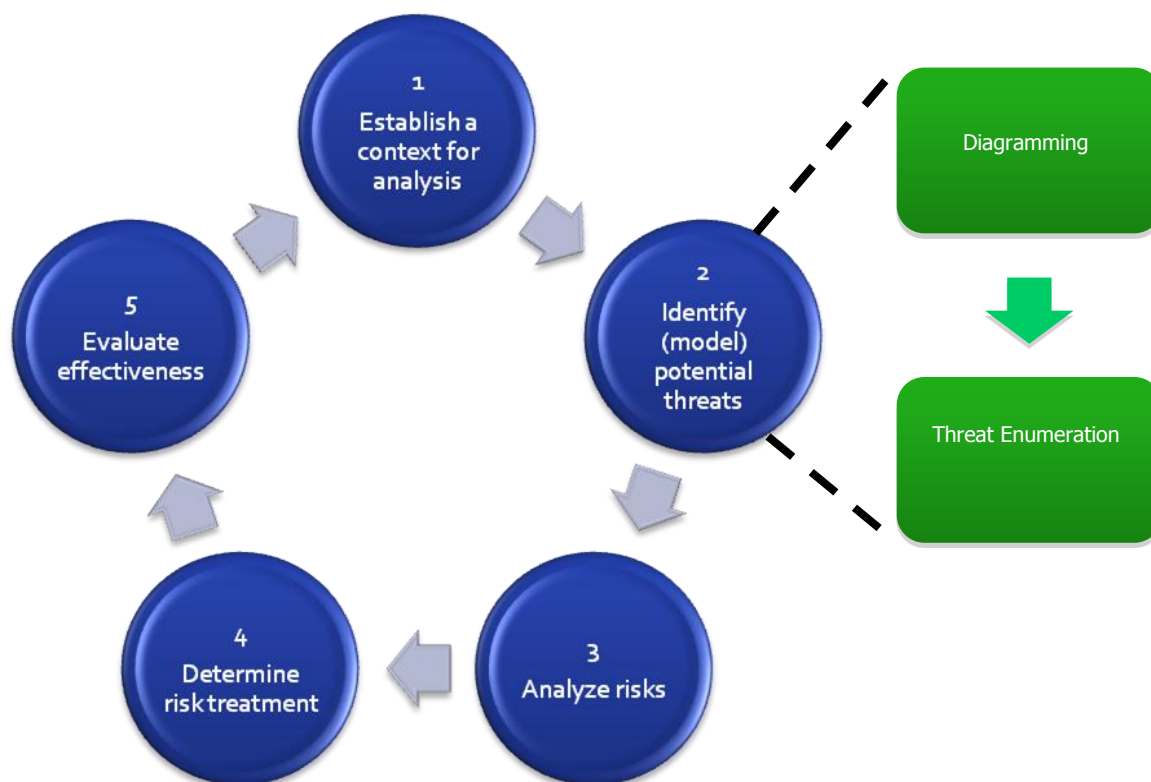 1
Establish a
context for
analysis
2
Identify
(model)
potential
threats
3
Analyze risks
4
Determine
risk treatment
5
Evaluate
effectiveness
Diagramming
Threat Enumeration